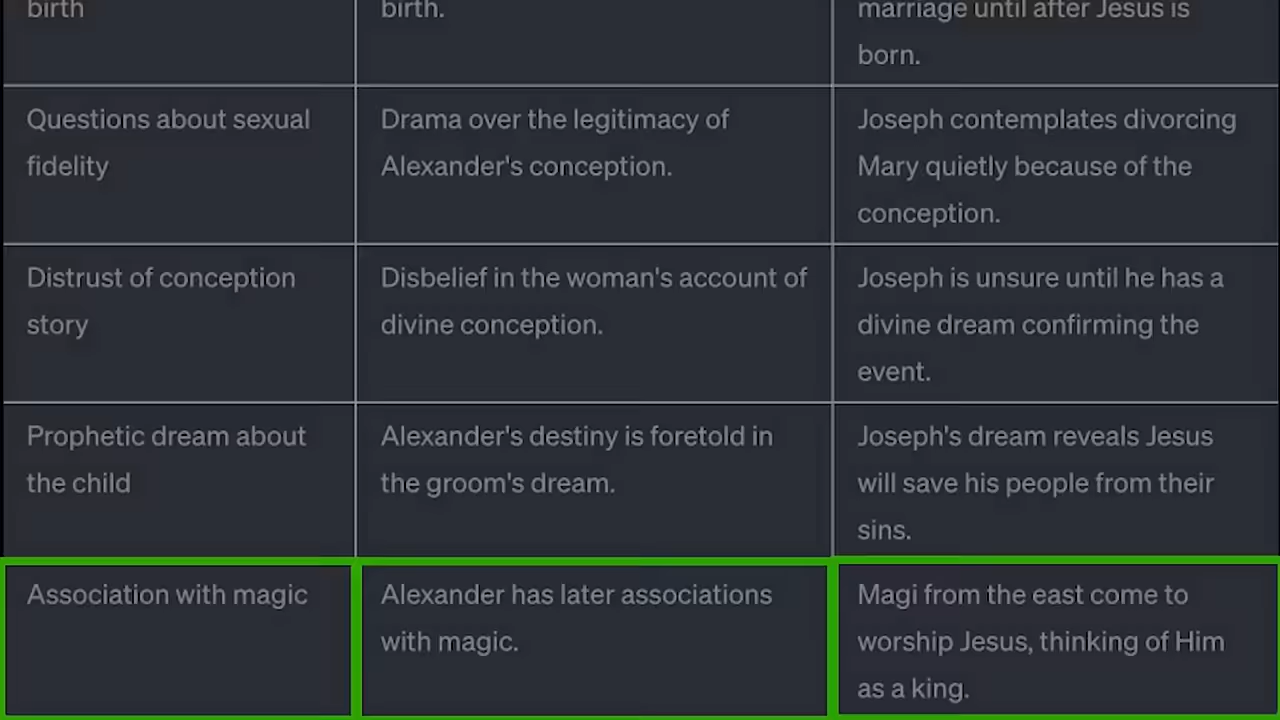 birth
birth.
marriage until after Jesus is
born.
Questions about sexual
fidelity
Drama over the legitimacy of
Alexander's conception.
Joseph contemplates divorcing
Mary quietly because of the
conception.
Distrust of conception
story
Disbelief in the woman's account of
divine conception.
Joseph is unsure until he has a
divine dream confirming the
event.
Prophetic dream about
the child
Alexander's destiny is foretold in
the groom's dream.
Joseph's dream reveals Jesus
will save his people from their
sins.
Association with magic
Alexander has later associations
with magic.
Magi from the east come to
worship Jesus, thinking of Him
as a king.